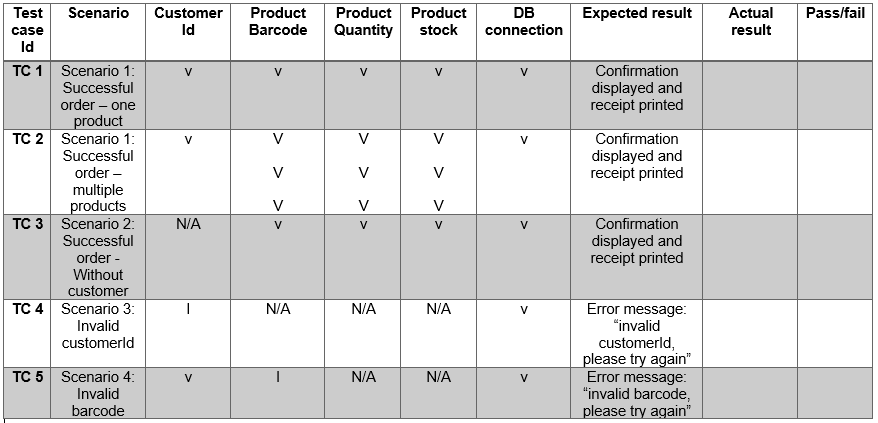 Test case Id | Scenario | Customer Id | Product Barcode | Product Quantity | Product stock | DB connection | Expected result | Actual result | Pass/fail
TC 1 | Scenario 1: Successful order – one product | v | v | v | v | v | Confirmation displayed and receipt printed
TC 2 | Scenario 1: Successful order – multiple products | v | V V V | V V V | V V V | v | Confirmation displayed and receipt printed
TC 3 | Scenario 2: Successful order - Without customer | N/A | v | v | v | v | Confirmation displayed and receipt printed
TC 4 | Scenario 3: Invalid customerId | I | N/A | N/A | N/A | v | Error message: “invalid customerId, please try again”
TC 5 | Scenario 4: Invalid barcode | v | I | N/A | N/A | v | Error message: “invalid barcode, please try again”